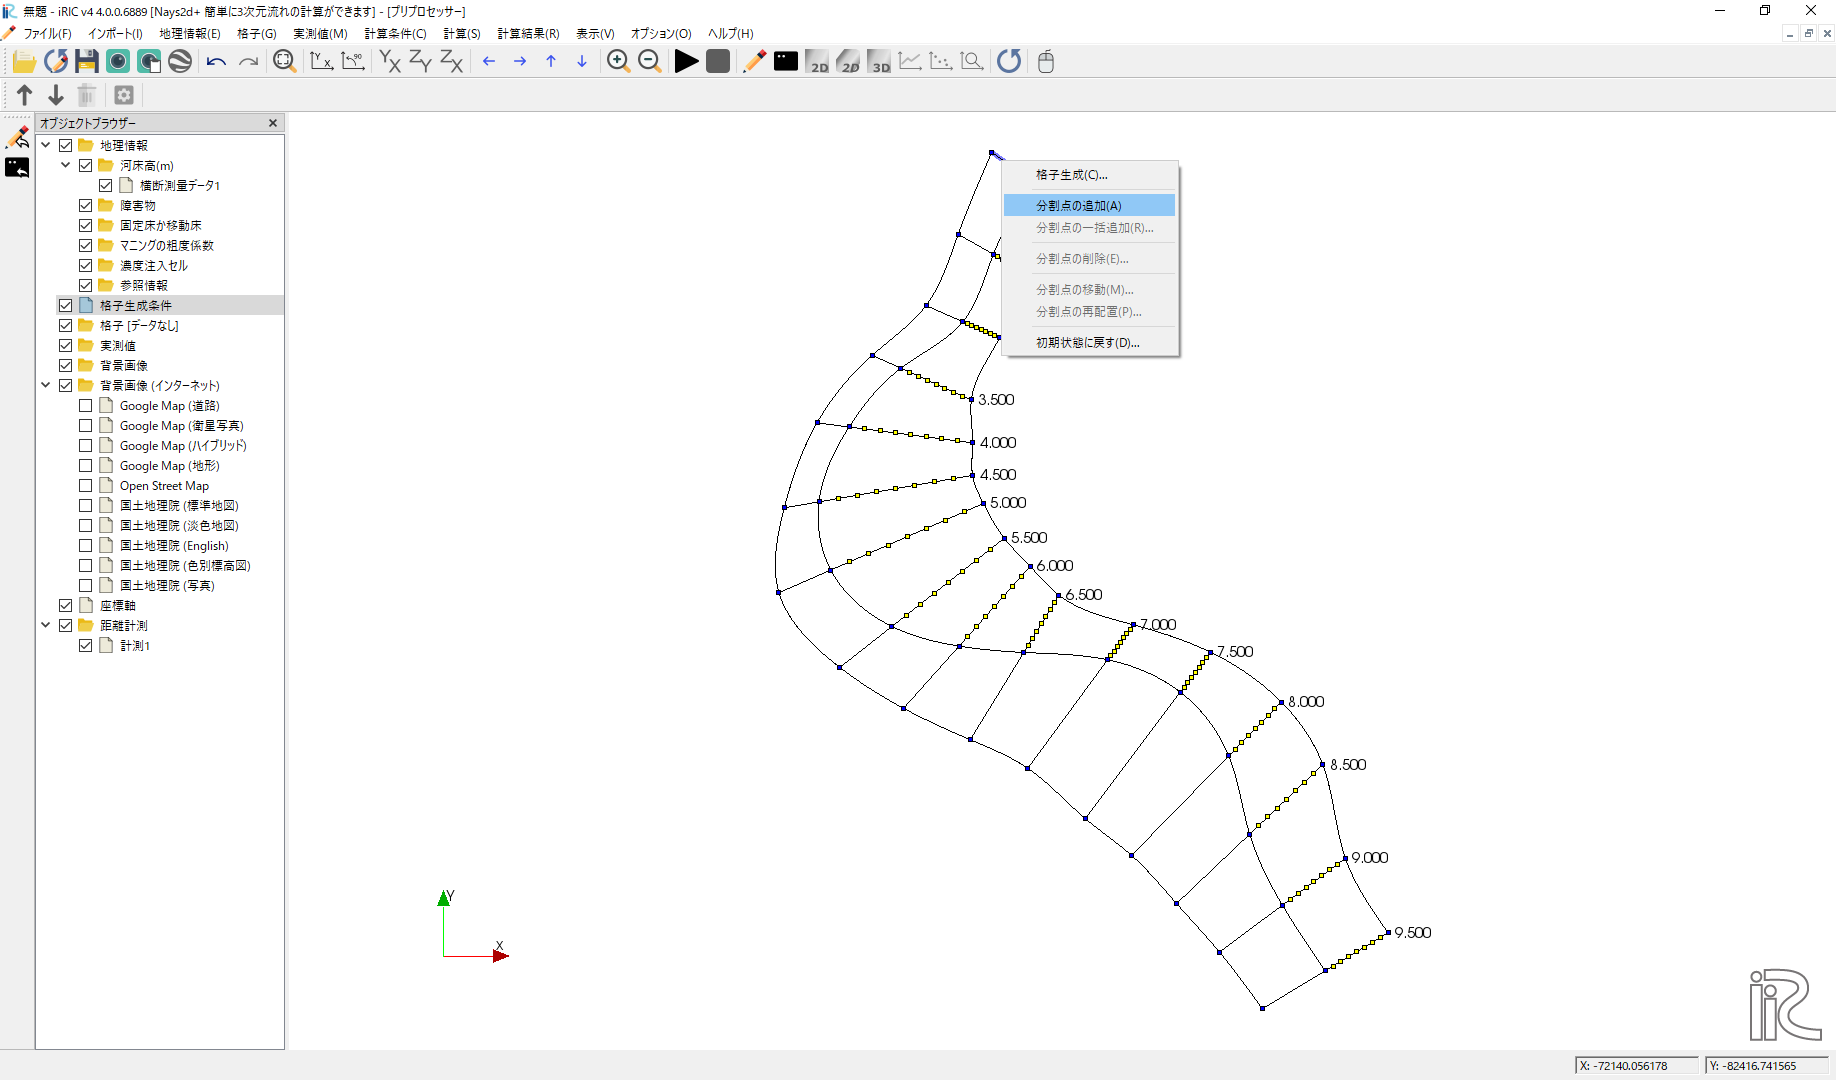 無題 - iRIC v4 4.0.0.6889 [Nays2d+ 簡単に3次元流れの計算ができます] - [プリプロセッサー]
ファイル(F) インポート(I) 地理情報(E) 格子(G) 実測値(M) 計算条件(C) 計算(S) 計算結果(R) 表示(V) オプション(O) ヘルプ(H)
Y x -90 YX ZY ZX 2D 2D 3D
オブジェクトブラウザー
地理情報
河床高(m)
横断測量データ1
障害物
固定床か移動床
マニングの粗度係数
濃度注入セル
参照情報
格子生成条件
格子 [データなし]
実測値
背景画像
背景画像 (インターネット)
Google Map (道路)
Google Map (衛星写真)
Google Map (ハイブリッド)
Google Map (地形)
Open Street Map
国土地理院 (標準地図)
国土地理院 (淡色地図)
国土地理院 (English)
国土地理院 (色別標高図)
国土地理院 (写真)
座標軸
距離計測
計測1
格子生成(C)...
分割点の追加(A)
分割点の一括追加(R)...
分割点の削除(E)...
分割点の移動(M)...
分割点の再配置(P)...
初期状態に戻す(D)...
3.500
4.000
4.500
5.000
5.500
6.000
6.500
7.000
7.500
8.000
8.500
9.000
9.500
Y
X
iRIC
X: -72140.056178
Y: -82416.741565